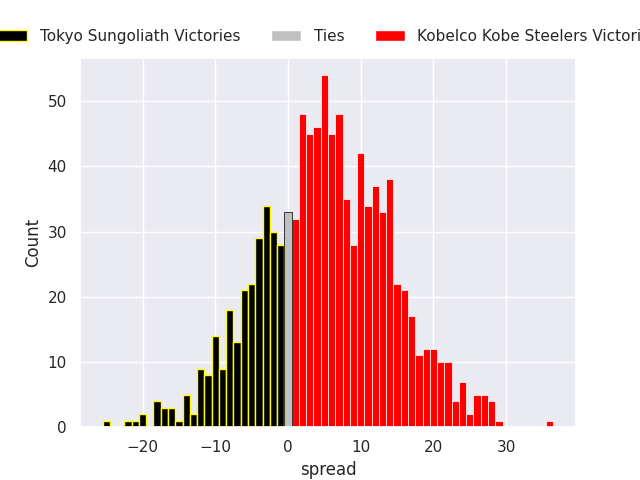 Tokyo Sungoliath Victories Ties Kobelco Kobe Steelers Victori
50
40
30
20
10
0
Count
−20 −10 0 10 20 30
spread